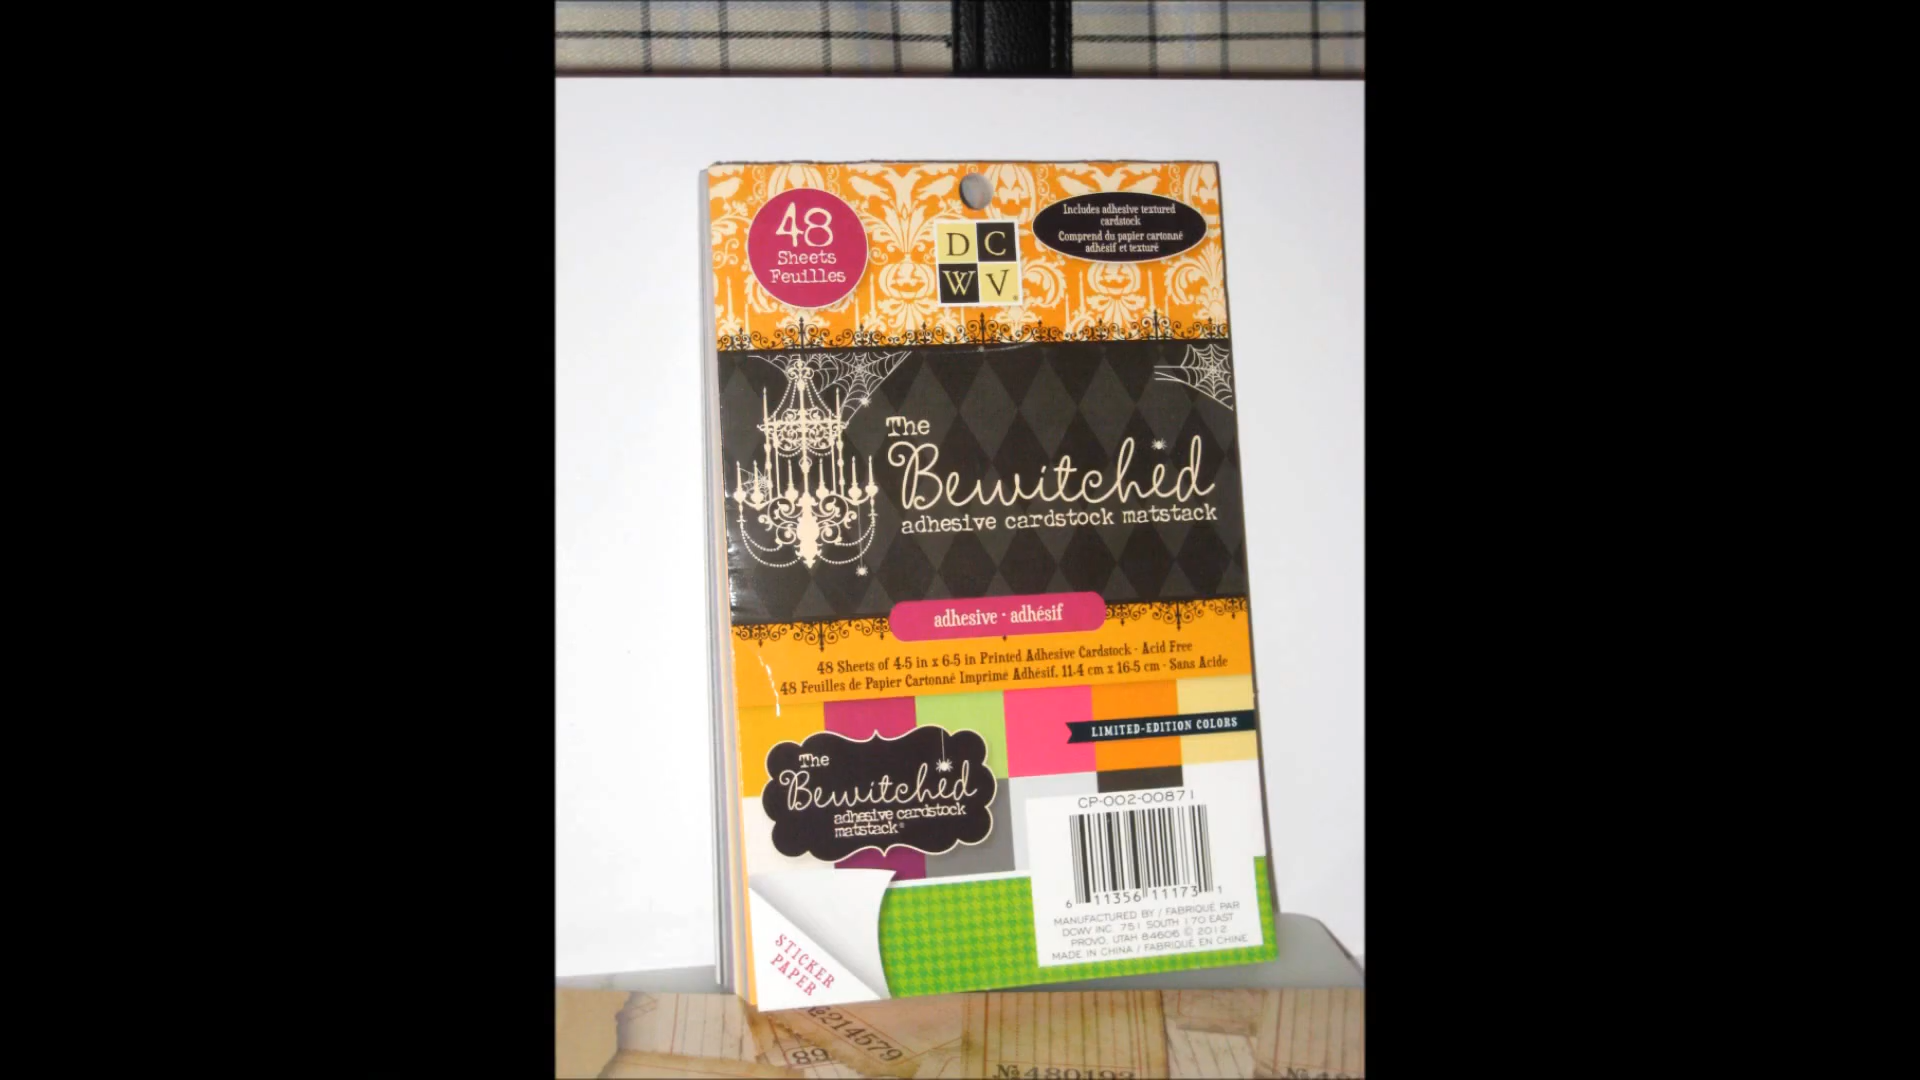 48
Sheets
Feuilles
D C
W V
Includes adhesive textured
cardstock
Comprend du papier cartonné
adhésif et texturé
The
Bewitched
adhesive cardstock matstack
adhesive · adhésif
48 Sheets of 4.5 in x 6.5 in Printed Adhesive Cardstock · Acid Free
48 Feuilles de Papier Cartonné Imprimé Adhésif, 11.4 cm x 16.5 cm · Sans Acide
LIMITED-EDITION COLORS
The
Bewitched
adhesive cardstock
matstack®
CP-002-00871
6 11356 11173 1
MANUFACTURED BY / FABRIQUÉ PAR
DCWV INC. 751 SOUTH 170 EAST
PROVO, UTAH 84606 © 2012
MADE IN CHINA / FABRIQUÉ EN CHINE
STICKER
PAPER
214579
89
№480192